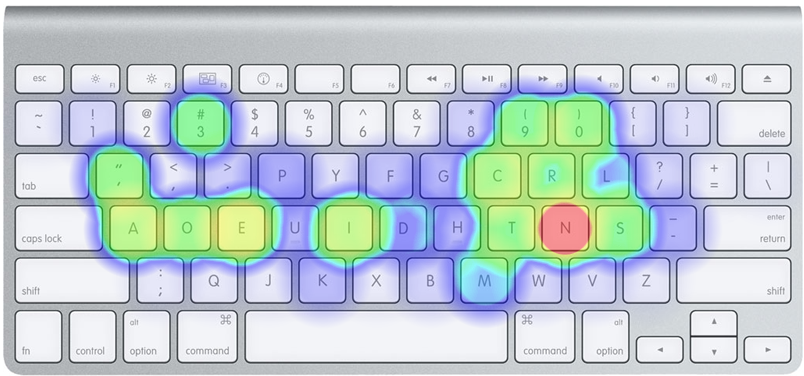 esc F1 F2 F3 F4 F5 F6 F7 F8 F9 F10 F11 F12
~ ! @ # $ % ^ & * ( ) { }
` 1 2 3 4 5 6 7 8 9 0 [ ] delete
" < > P Y F G C R L ? + |
tab ' , . / = \
A O E U I D H T N S _ enter
caps lock - return
: Q J K X B M W V Z
shift ; shift
alt ⌘ ⌘ alt
fn control option command command option